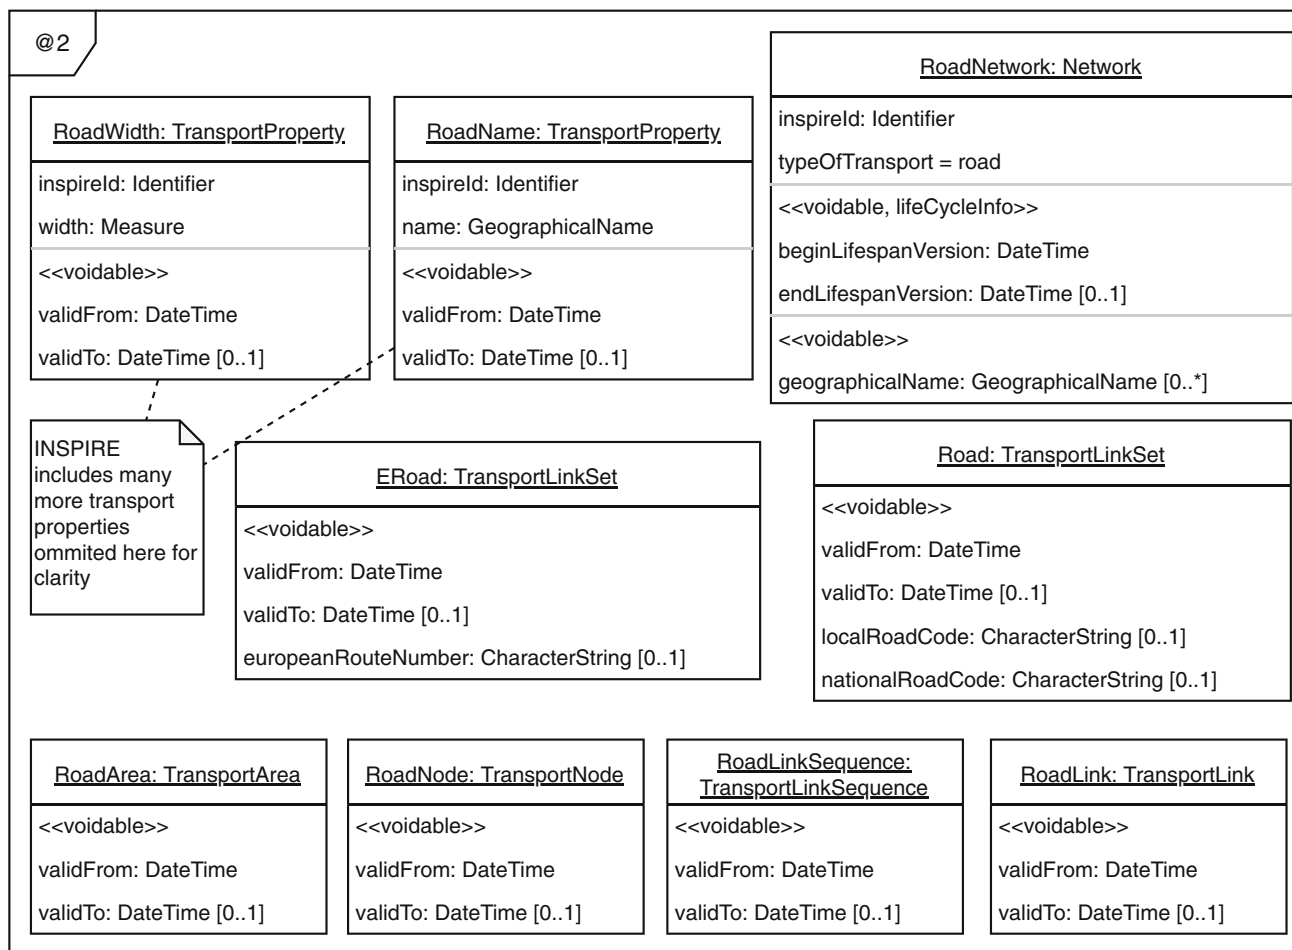 @2
RoadWidth: TransportProperty
inspireId: Identifier
width: Measure
<<voidable>>
validFrom: DateTime
validTo: DateTime [0..1]
RoadName: TransportProperty
inspireId: Identifier
name: GeographicalName
<<voidable>>
validFrom: DateTime
validTo: DateTime [0..1]
RoadNetwork: Network
inspireId: Identifier
typeOfTransport = road
<<voidable, lifeCycleInfo>>
beginLifespanVersion: DateTime
endLifespanVersion: DateTime [0..1]
<<voidable>>
geographicalName: GeographicalName [0..*]
INSPIRE
includes many
more transport
properties
ommited here for
clarity
ERoad: TransportLinkSet
<<voidable>>
validFrom: DateTime
validTo: DateTime [0..1]
europeanRouteNumber: CharacterString [0..1]
Road: TransportLinkSet
<<voidable>>
validFrom: DateTime
validTo: DateTime [0..1]
localRoadCode: CharacterString [0..1]
nationalRoadCode: CharacterString [0..1]
RoadArea: TransportArea
<<voidable>>
validFrom: DateTime
validTo: DateTime [0..1]
RoadNode: TransportNode
<<voidable>>
validFrom: DateTime
validTo: DateTime [0..1]
RoadLinkSequence:
TransportLinkSequence
<<voidable>>
validFrom: DateTime
validTo: DateTime [0..1]
RoadLink: TransportLink
<<voidable>>
validFrom: DateTime
validTo: DateTime [0..1]